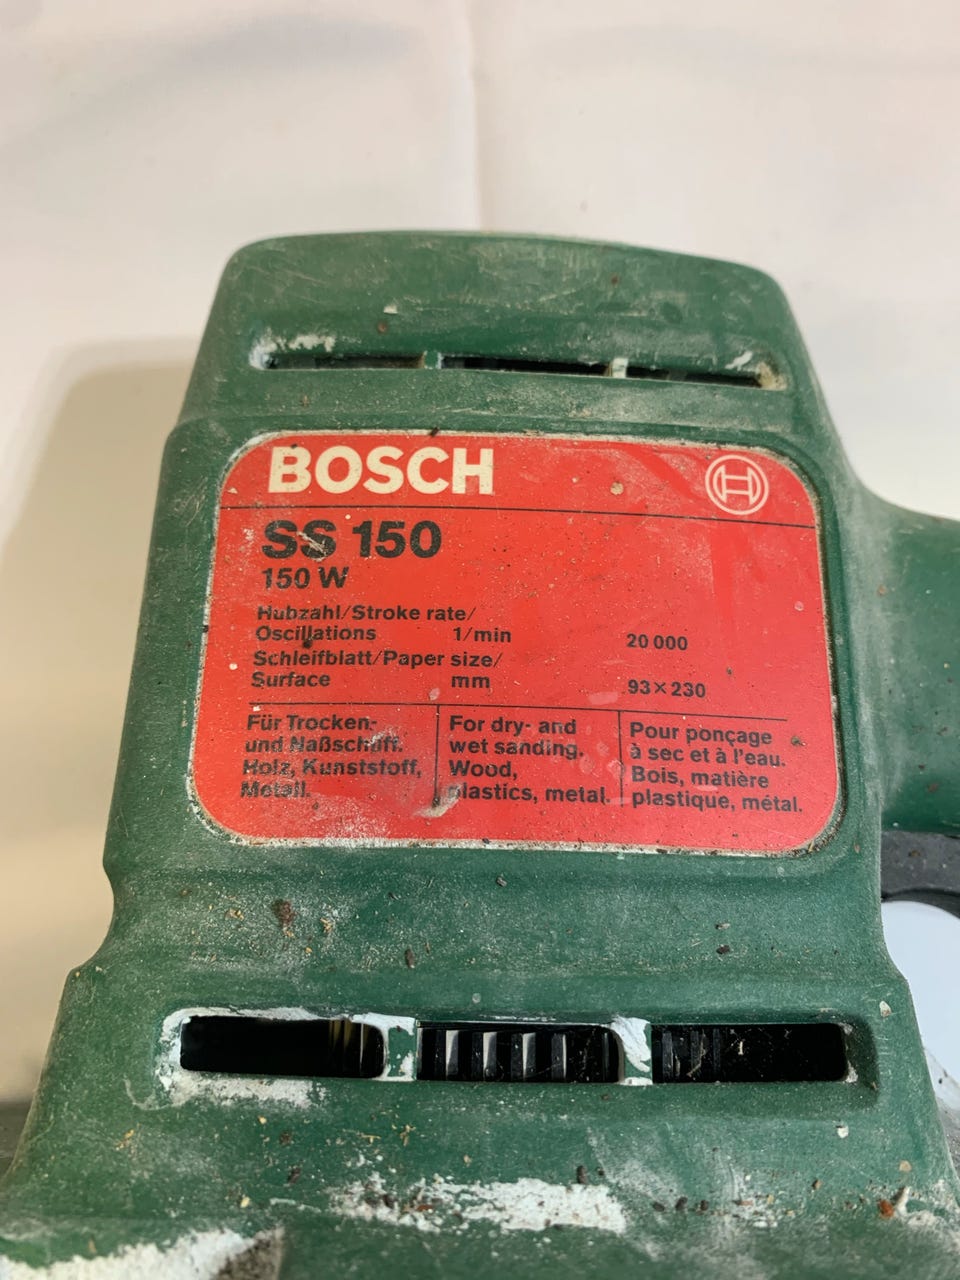 BOSCH
SS 150
150 W
Hubzahl/Stroke rate/
Oscillations 1/min 20 000
Schleifblatt/Paper size/
Surface mm 93×230
Für Trocken-
und Naßschliff.
Holz, Kunststoff,
Metall.
For dry- and
wet sanding.
Wood,
plastics, metal.
Pour ponçage
à sec et à l'eau.
Bois, matière
plastique, métal.